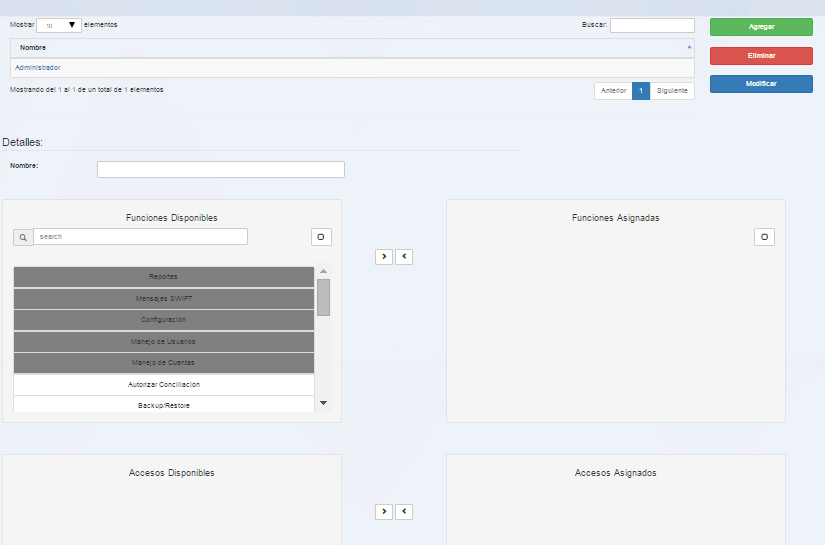 Mostrar 10 elementos Buscar: Agregar
Nombre
Eliminar
Administrador
Modificar
Mostrando del 1 al 1 de un total de 1 elementos Anterior 1 Siguiente
Detalles:
Nombre:
Funciones Disponibles
search
Reportes
Mensajes SWIFT
Configuración
Manejo de Usuarios
Manejo de Cuentas
Autorizar Conciliación
Backup/Restore
Funciones Asignadas
Accesos Disponibles
Accesos Asignados